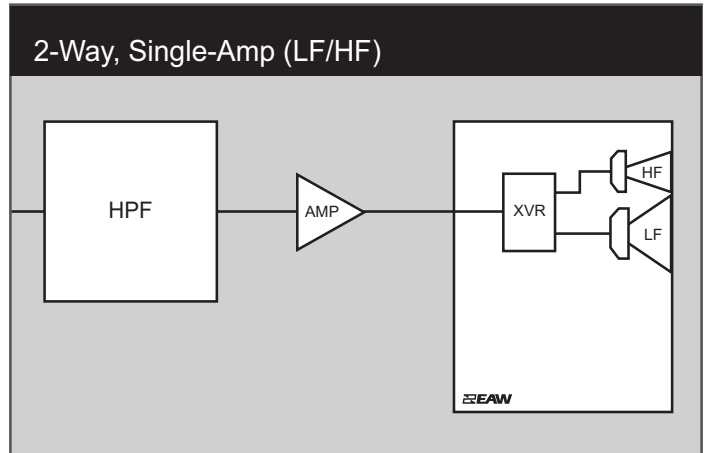 2-Way, Single-Amp (LF/HF)
HPF
AMP
XVR
HF
LF
EAW